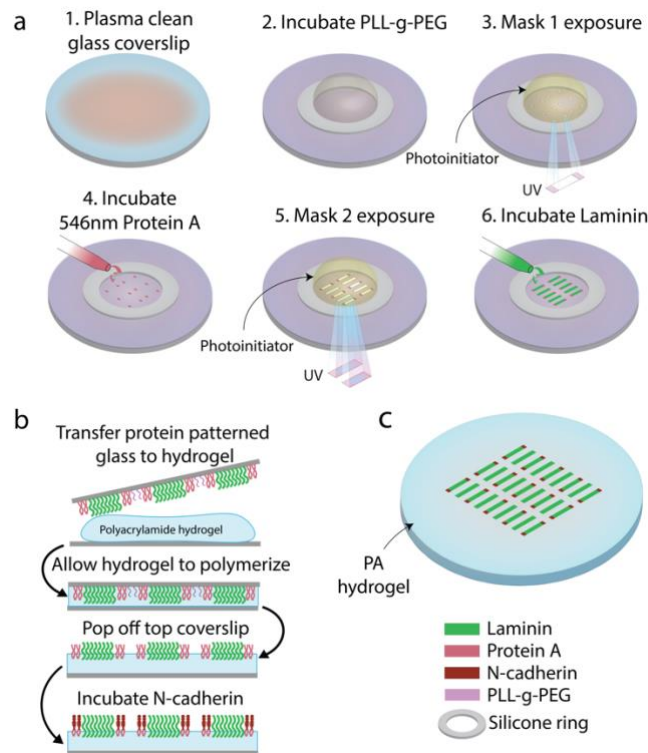 a
1. Plasma clean
glass coverslip
2. Incubate PLL-g-PEG
3. Mask 1 exposure
Photoinitiator
UV
4. Incubate
546nm Protein A
5. Mask 2 exposure
6. Incubate Laminin
Photoinitiator
UV
b
Transfer protein patterned
glass to hydrogel
Polyacrylamide hydrogel
Allow hydrogel to polymerize
Pop off top coverslip
Incubate N-cadherin
c
PA
hydrogel
Laminin
Protein A
N-cadherin
PLL-g-PEG
Silicone ring